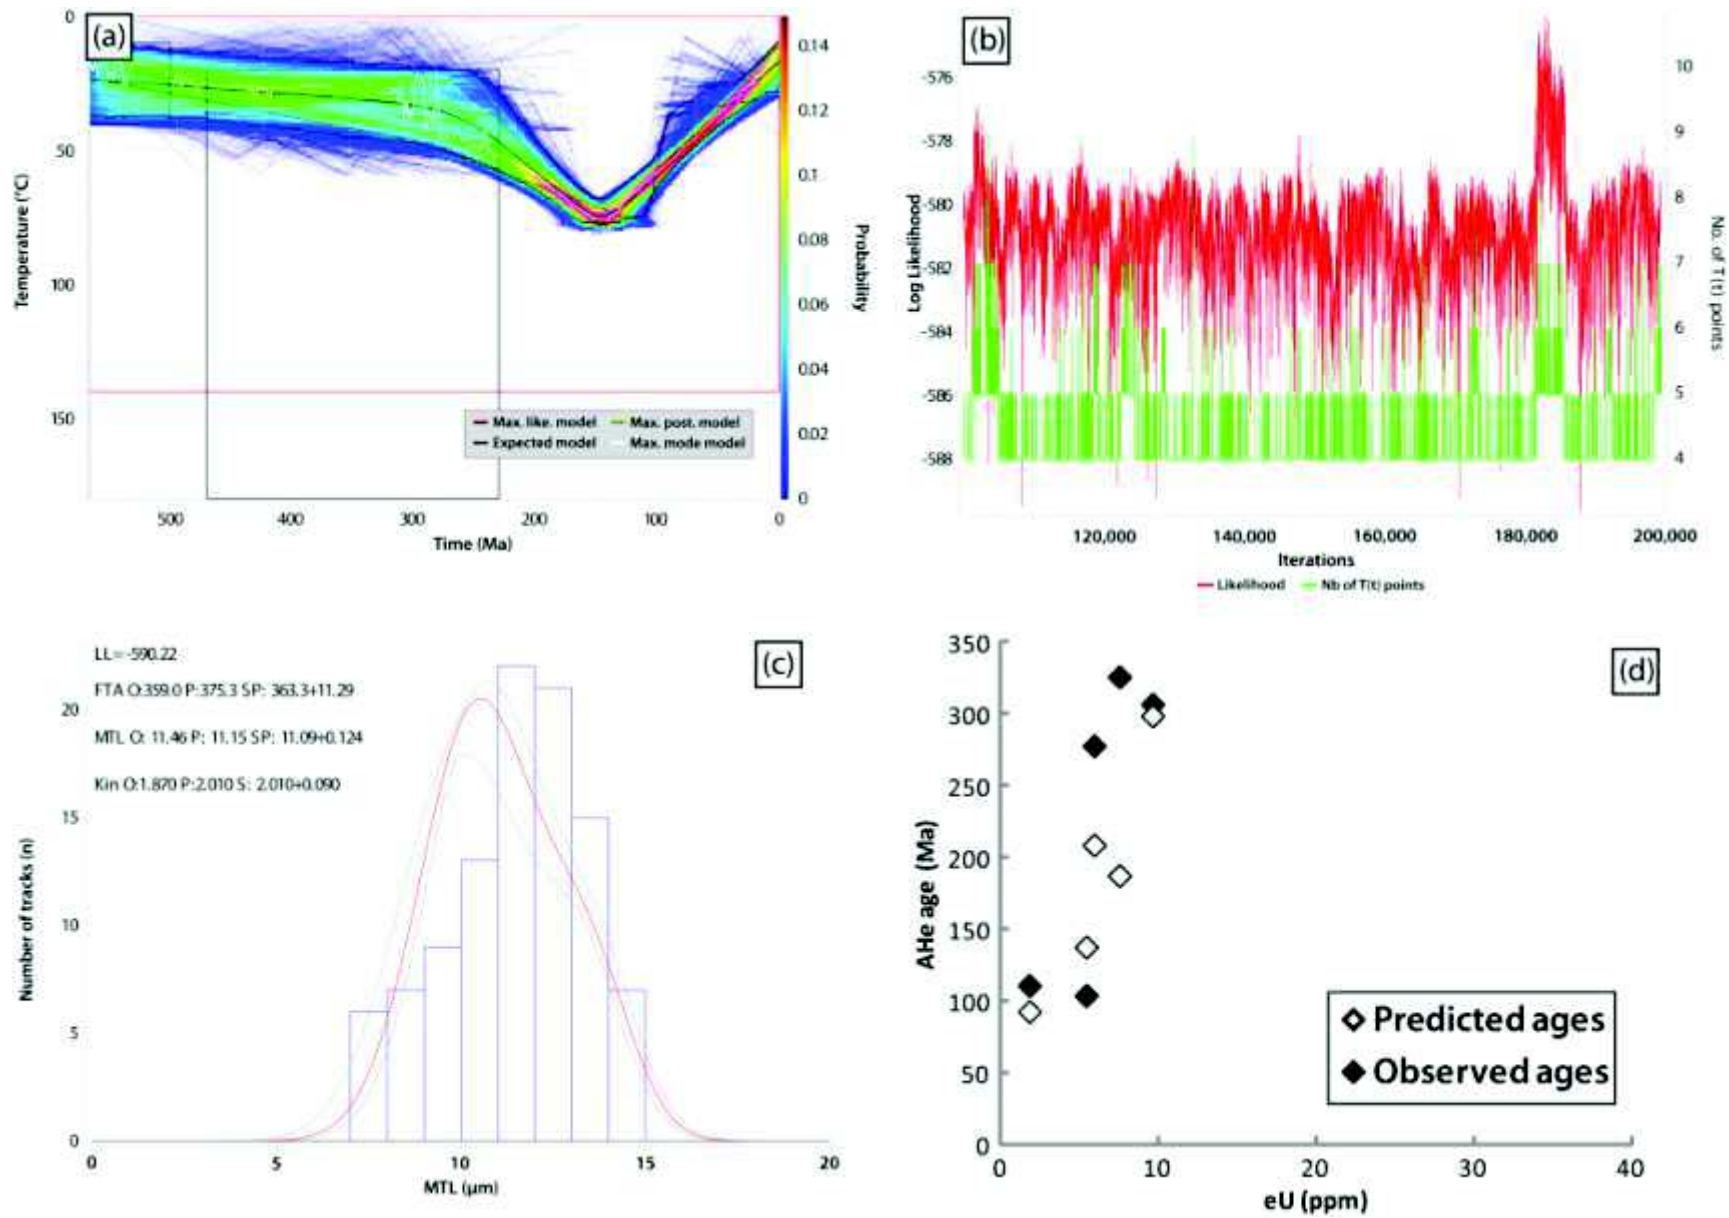 (a)
0
50
100
150
Temperature (°C)
500
400
300
200
100
0
Time (Ma)
Max. like. model
Max. post. model
Expected model
Max. mode model
0.14
0.12
0.1
0.08
0.06
0.04
0.02
0
Probability
(b)
-576
-578
-580
-582
-584
-586
-588
Log Likelihood
10
9
8
7
6
5
4
No. of T(t) points
120,000
140,000
160,000
180,000
200,000
Iterations
Likelihood
Nb of T(t) points
(c)
LL= -590.22
FTA O:359.0 P:375.3 SP: 363.3+11.29
MTL O: 11.46 P: 11.15 SP: 11.09+0.124
Kin O:1.870 P:2.010 S: 2.010+0.090
20
15
10
5
0
Number of tracks (n)
0
5
10
15
20
MTL (µm)
(d)
350
300
250
200
150
100
50
0
AHe age (Ma)
Predicted ages
Observed ages
0
10
20
30
40
eU (ppm)